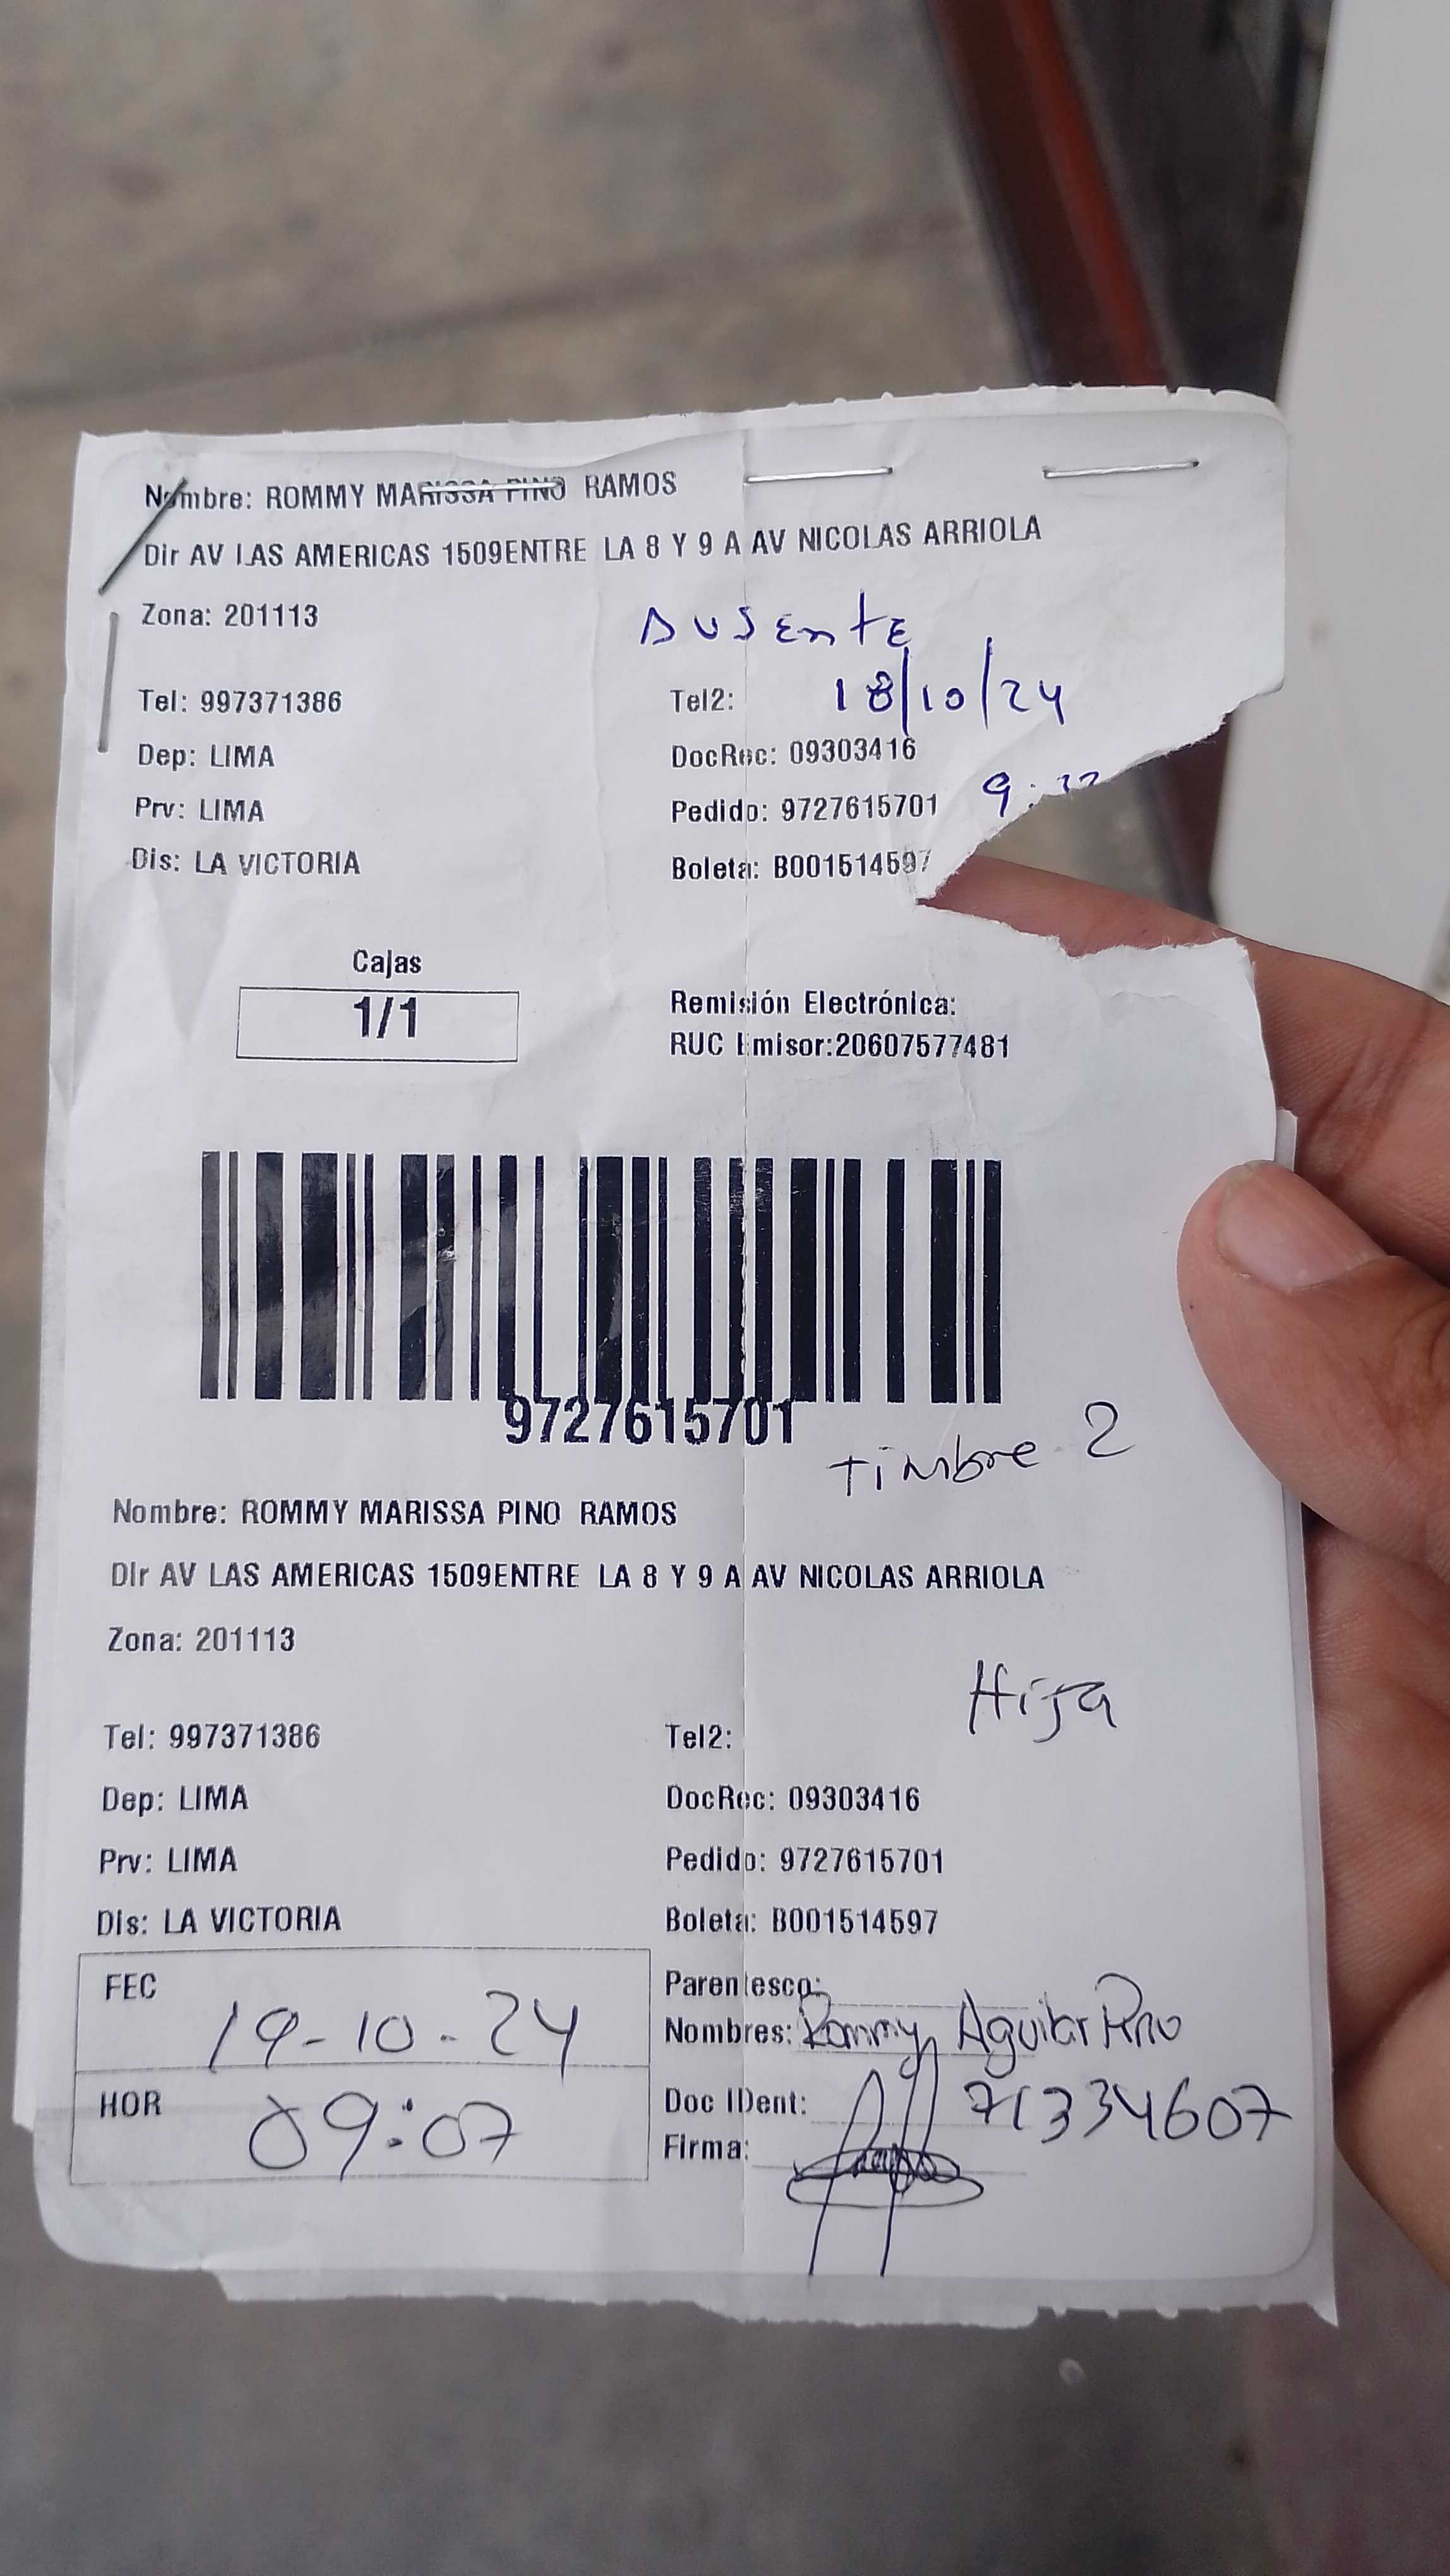 Nombre: ROMMY MARISSA PINO RAMOS
Dir AV LAS AMERICAS 1509ENTRE LA 8 Y 9 A AV NICOLAS ARRIOLA
Zona: 201113
AUSENTE
Tel: 997371386 Tel2: 18/10/24
Dep: LIMA DocRec: 09303416
Prv: LIMA Pedido: 9727615701 9:
Dis: LA VICTORIA Boleta: B001514597
Cajas
1/1
Remisión Electrónica:
RUC Emisor:20607577481
9727615701
Timbre 2
Nombre: ROMMY MARISSA PINO RAMOS
Dir AV LAS AMERICAS 1509ENTRE LA 8 Y 9 A AV NICOLAS ARRIOLA
Zona: 201113
Hija
Tel: 997371386 Tel2:
Dep: LIMA DocRec: 09303416
Prv: LIMA Pedido: 9727615701
Dis: LA VICTORIA Boleta: B001514597
FEC 19-10-24
HOR 09:07
Parentesco:
Nombres: Rommy Aguilar Pino
Doc IDent: 71334607
Firma: